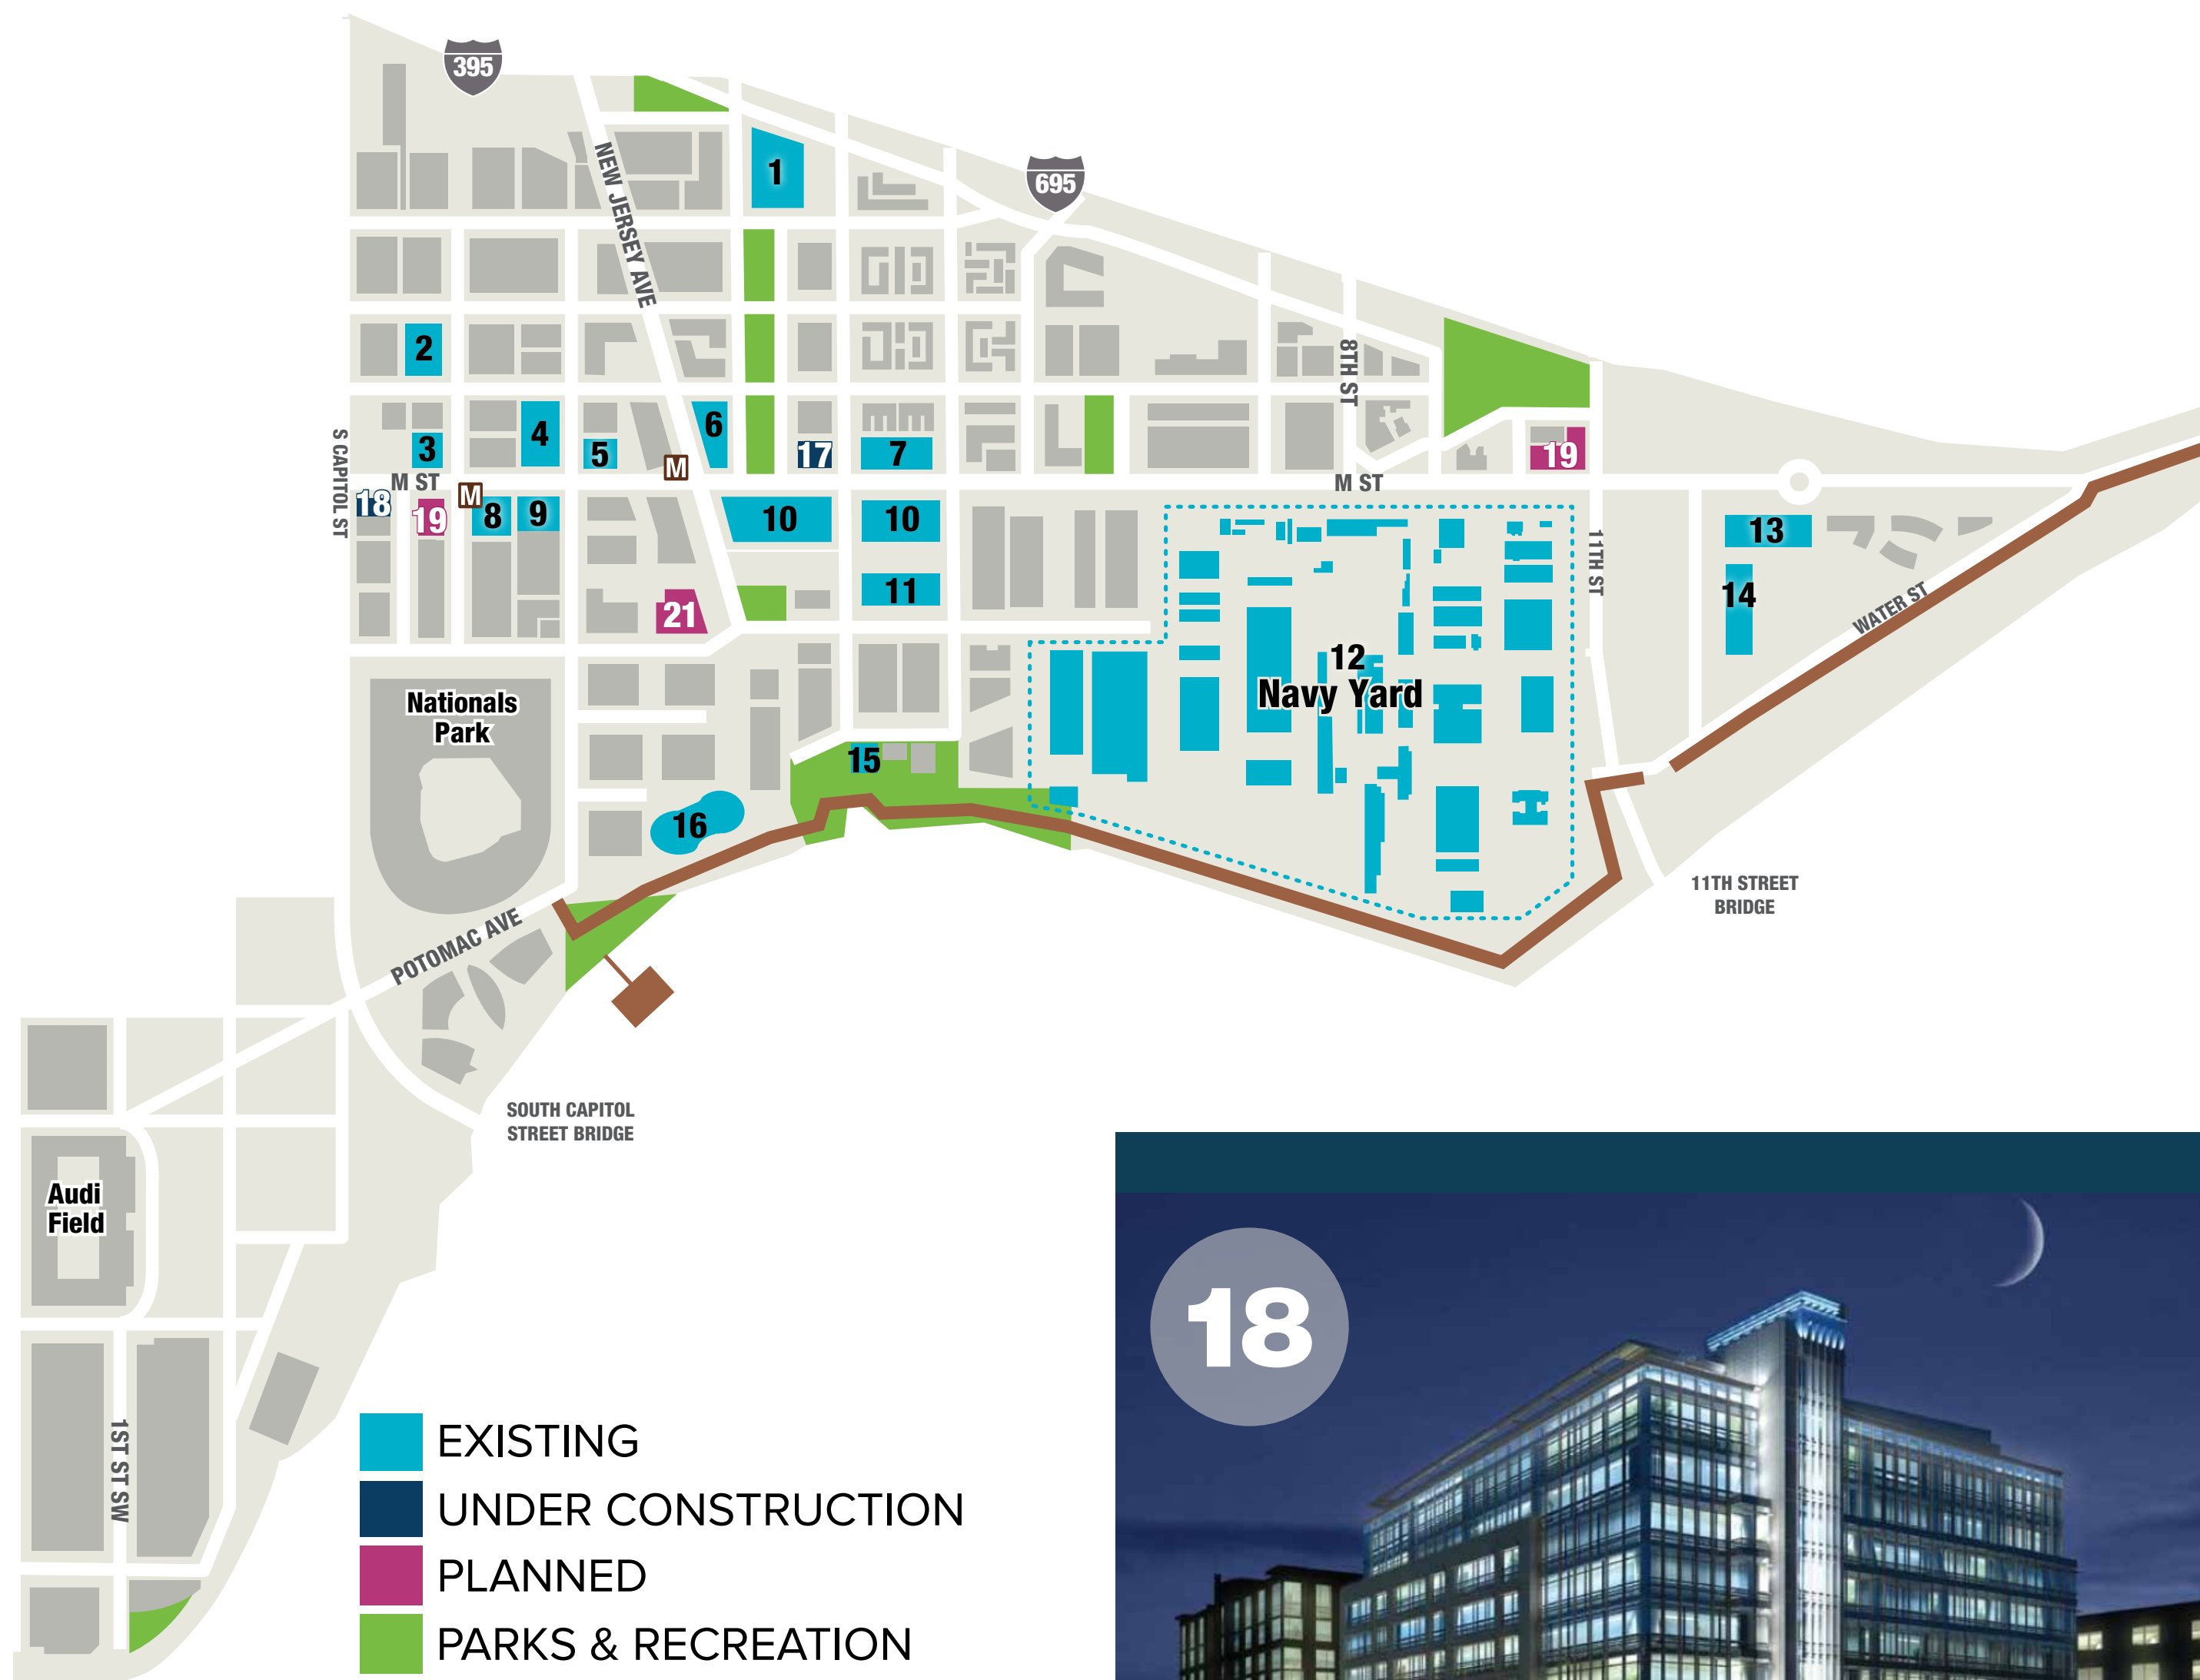 395
695
NEW JERSEY AVE
1
2
8TH ST
3
4
5
6
17
7
19
S CAPITOL ST
M ST
M
M
M ST
18
19
8
9
10
10
13
11TH ST
11
14
21
WATER ST
12
Navy Yard
Nationals
Park
15
16
11TH STREET
BRIDGE
POTOMAC AVE
SOUTH CAPITOL
STREET BRIDGE
Audi
Field
1ST ST SW
EXISTING
UNDER CONSTRUCTION
PLANNED
PARKS & RECREATION
18